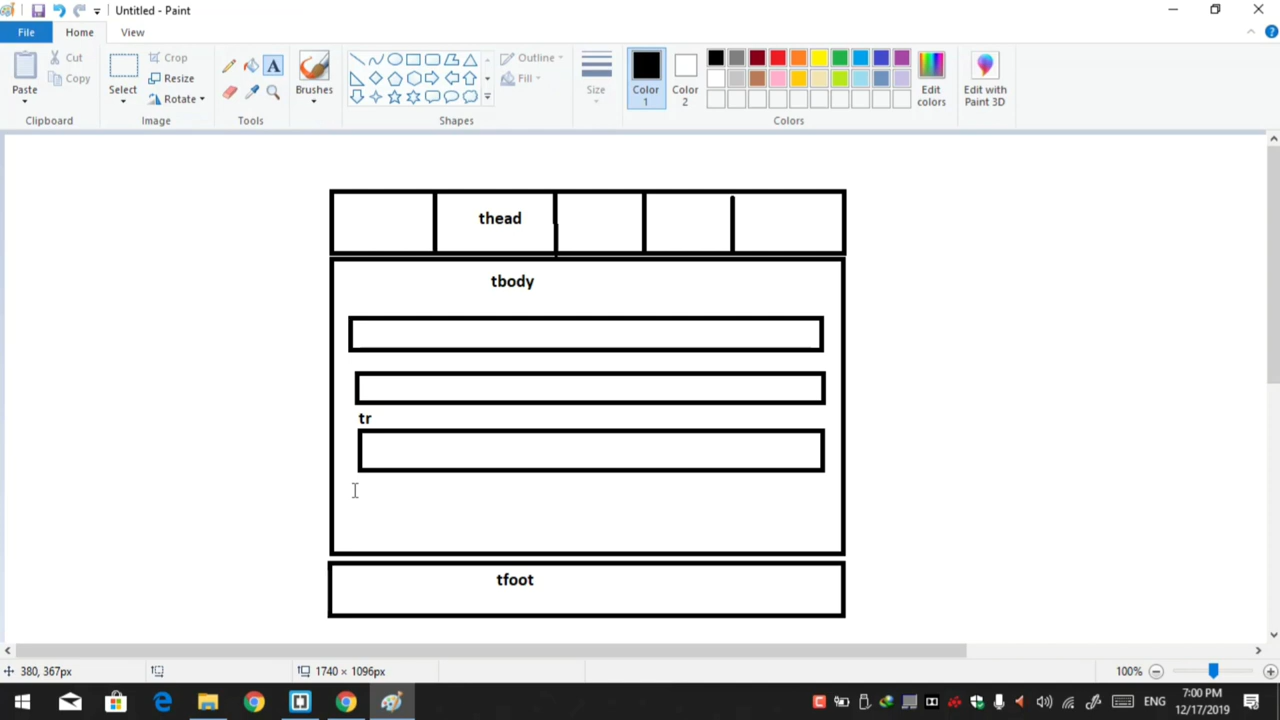 Untitled - Paint
File
Home
View
Paste
Cut
Copy
Clipboard
Select
Crop
Resize
Rotate
Image
A
Tools
Brushes
Shapes
Outline
Fill
Size
Color 1
Color 2
Edit colors
Colors
Edit with Paint 3D
thead
tbody
tr
tfoot
380, 367px
1740 × 1096px
100%
ENG
7:00 PM
12/17/2019